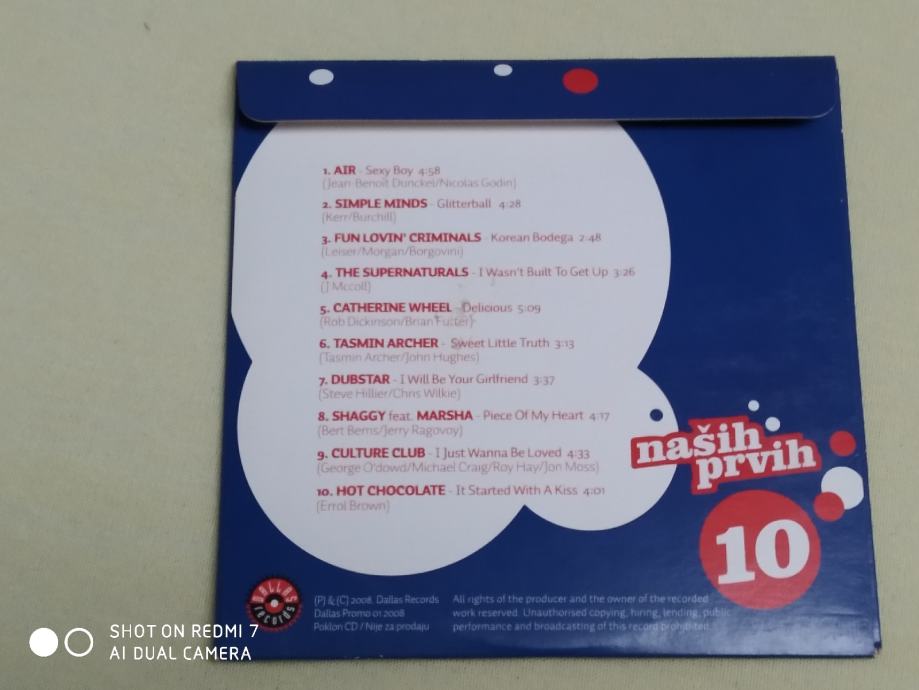 1. AIR - Sexy Boy 4:58
(Jean-Benoit Dunckel/Nicolas Godin)
2. SIMPLE MINDS - Glitterball 4:28
(Kerr/Burchill)
3. FUN LOVIN' CRIMINALS - Korean Bodega 2:48
(Leiser/Morgan/Borgovini)
4. THE SUPERNATURALS - I Wasn't Built To Get Up 3:26
(J Mccoll)
5. CATHERINE WHEEL - Delicious 5:09
(Rob Dickinson/Brian Futter)
6. TASMIN ARCHER - Sweet Little Truth 3:13
(Tasmin Archer/John Hughes)
7. DUBSTAR - I Will Be Your Girlfriend 3:37
(Steve Hillier/Chris Wilkie)
8. SHAGGY feat. MARSHA - Piece Of My Heart 4:17
(Bert Berns/Jerry Ragovoy)
9. CULTURE CLUB - I Just Wanna Be Loved 4:33
(George O'dowd/Michael Craig/Roy Hay/Jon Moss)
10. HOT CHOCOLATE - It Started With A Kiss 4:01
(Errol Brown)
naših
prvih
10
DALLAS
records
(P) & (C) 2008. Dallas Records
Dallas Promo 01 2008
Poklon CD / Nije za prodaju
All rights of the producer and the owner of the recorded
work reserved. Unauthorised copying, hiring, lending, public
performance and broadcasting of this record prohibited.
SHOT ON REDMI 7
AI DUAL CAMERA